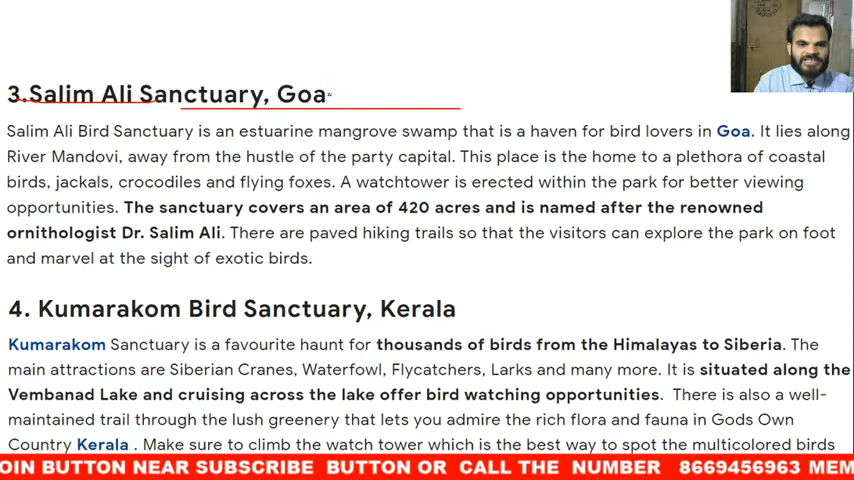 3.Salim Ali Sanctuary, Goa
Salim Ali Bird Sanctuary is an estuarine mangrove swamp that is a haven for bird lovers in Goa. It lies along
River Mandovi, away from the hustle of the party capital. This place is the home to a plethora of coastal
birds, jackals, crocodiles and flying foxes. A watchtower is erected within the park for better viewing
opportunities. The sanctuary covers an area of 420 acres and is named after the renowned
ornithologist Dr. Salim Ali. There are paved hiking trails so that the visitors can explore the park on foot
and marvel at the sight of exotic birds.
4. Kumarakom Bird Sanctuary, Kerala
Kumarakom Sanctuary is a favourite haunt for thousands of birds from the Himalayas to Siberia. The
main attractions are Siberian Cranes, Waterfowl, Flycatchers, Larks and many more. It is situated along the
Vembanad Lake and cruising across the lake offer bird watching opportunities. There is also a well-
maintained trail through the lush greenery that lets you admire the rich flora and fauna in Gods Own
Country Kerala . Make sure to climb the watch tower which is the best way to spot the multicolored birds
OIN BUTTON NEAR SUBSCRIBE BUTTON OR CALL THE NUMBER 8669456963 MEM